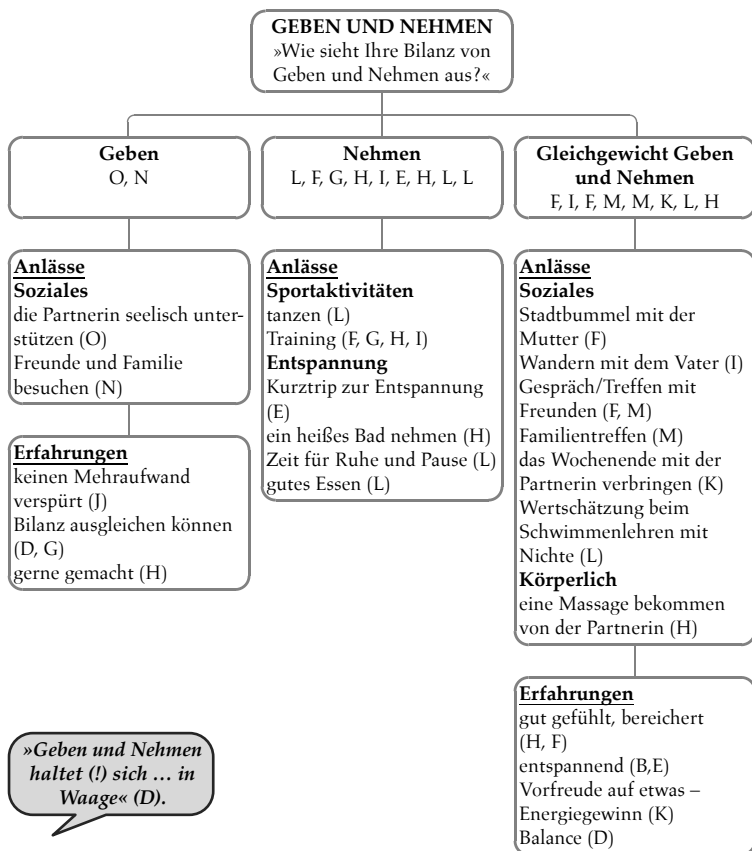 GEBEN UND NEHMEN
»Wie sieht Ihre Bilanz von
Geben und Nehmen aus?«
Geben
O, N
Nehmen
L, F, G, H, I, E, H, L, L
Gleichgewicht Geben
und Nehmen
F, I, F, M, M, K, L, H
Anlässe
Soziales
die Partnerin seelisch unter-
stützen (O)
Freunde und Familie
besuchen (N)
Erfahrungen
keinen Mehraufwand
verspürt (J)
Bilanz ausgleichen können
(D, G)
gerne gemacht (H)
Anlässe
Sportaktivitäten
tanzen (L)
Training (F, G, H, I)
Entspannung
Kurztrip zur Entspannung
(E)
ein heißes Bad nehmen (H)
Zeit für Ruhe und Pause (L)
gutes Essen (L)
Anlässe
Soziales
Stadtbummel mit der
Mutter (F)
Wandern mit dem Vater (I)
Gespräch/Treffen mit
Freunden (F, M)
Familientreffen (M)
das Wochenende mit der
Partnerin verbringen (K)
Wertschätzung beim
Schwimmenlehren mit
Nichte (L)
Körperlich
eine Massage bekommen
von der Partnerin (H)
Erfahrungen
gut gefühlt, bereichert
(H, F)
entspannend (B,E)
Vorfreude auf etwas –
Energiegewinn (K)
Balance (D)
»Geben und Nehmen
haltet (!) sich … in
Waage« (D).